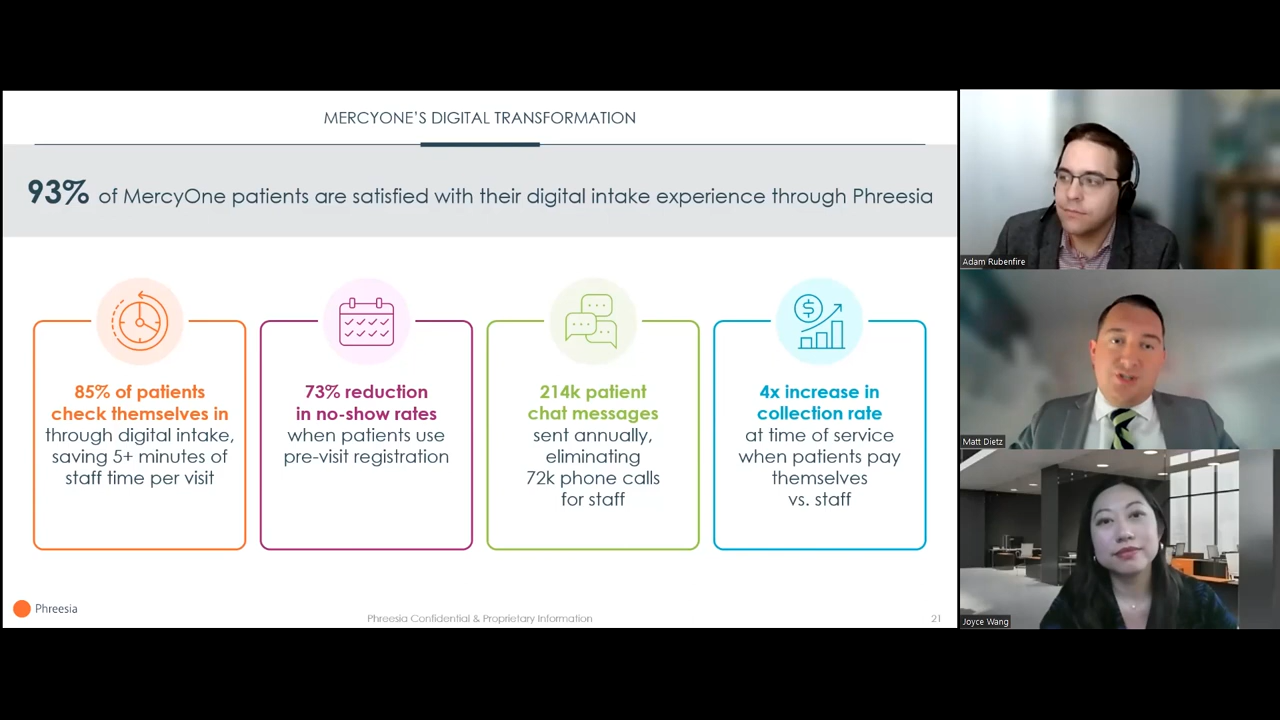 MERCYONE'S DIGITAL TRANSFORMATION
93% of MercyOne patients are satisfied with their digital intake experience through Phreesia
85% of patients
check themselves in
through digital intake,
saving 5+ minutes of
staff time per visit
73% reduction
in no-show rates
when patients use
pre-visit registration
214k patient
chat messages
sent annually,
eliminating
72k phone calls
for staff
$
4x increase in
collection rate
at time of service
when patients pay
themselves
vs. staff
Phreesia
Phreesia Confidential & Proprietary Information
21
Adam Rubenfire
Matt Dietz
Joyce Wang